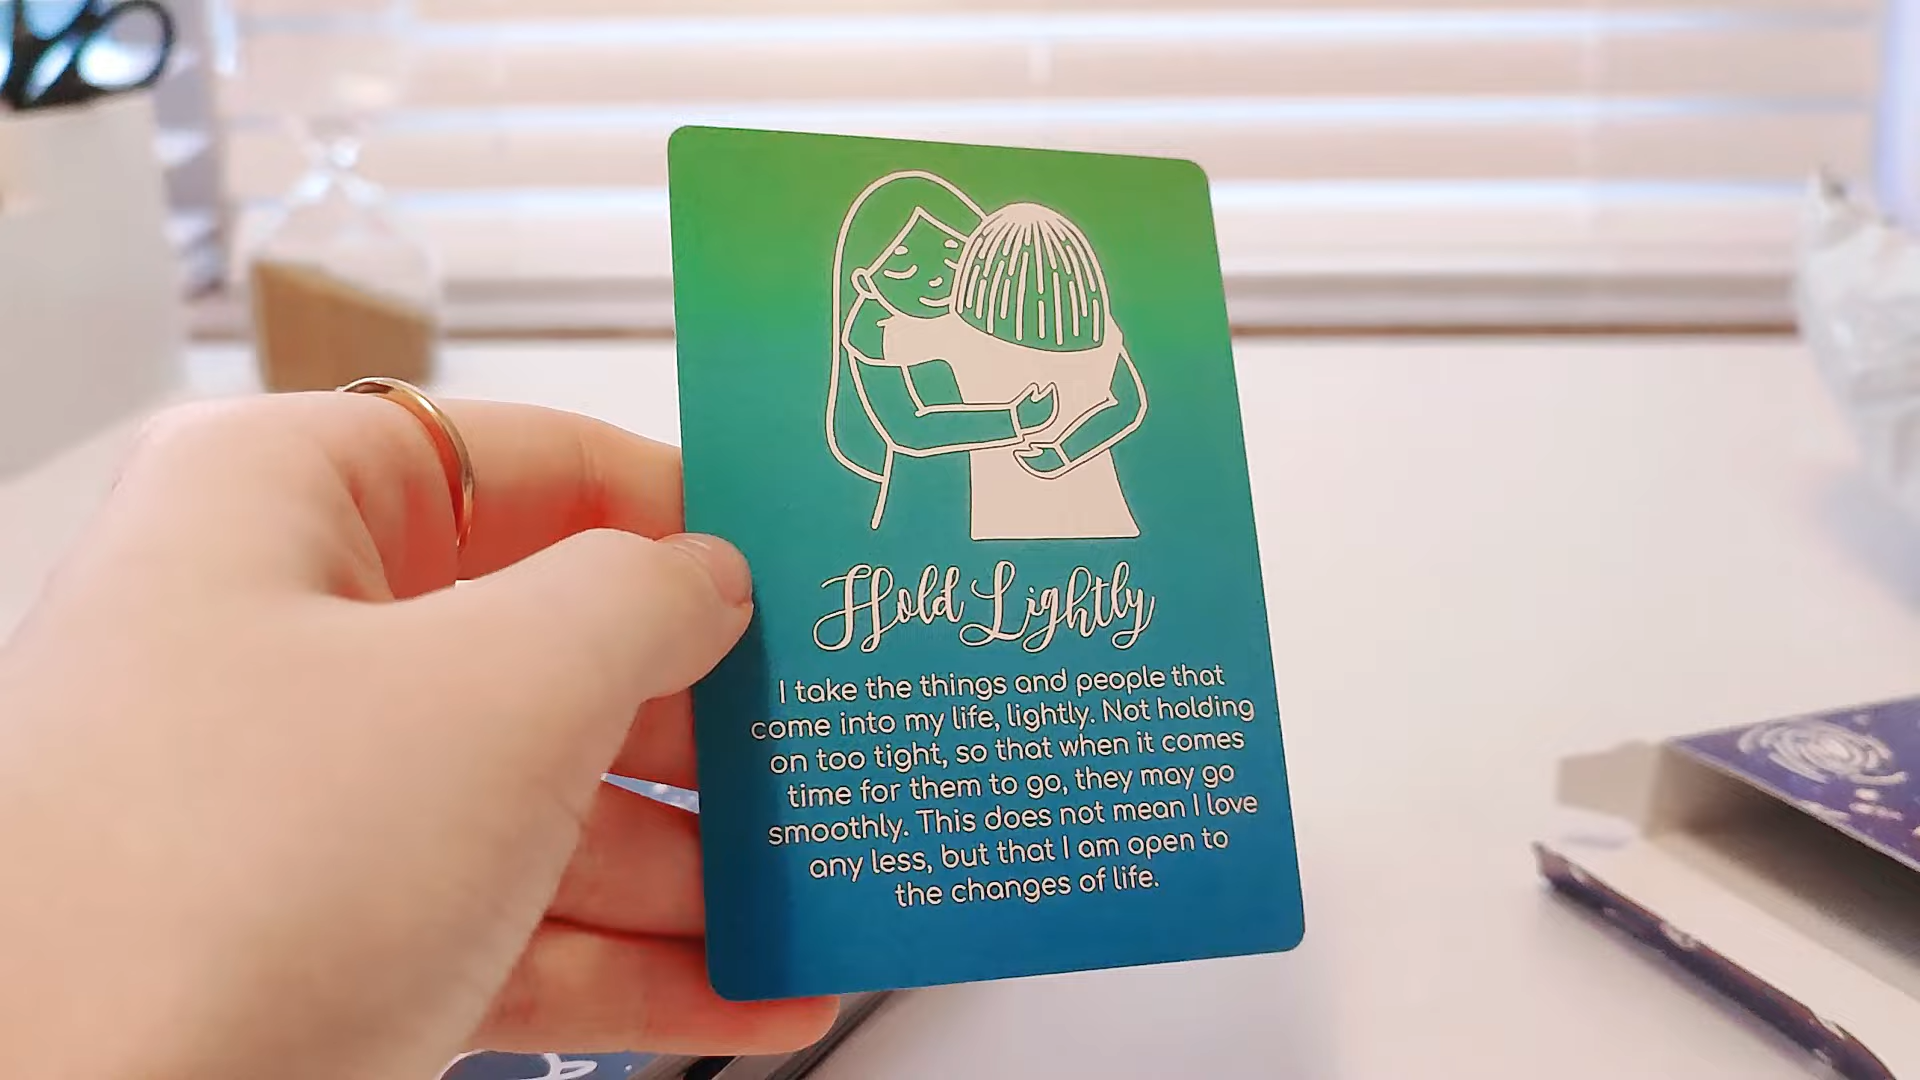 Hold Lightly
I take the things and people that
come into my life, lightly. Not holding
on too tight, so that when it comes
time for them to go, they may go
smoothly. This does not mean I love
any less, but that I am open to
the changes of life.